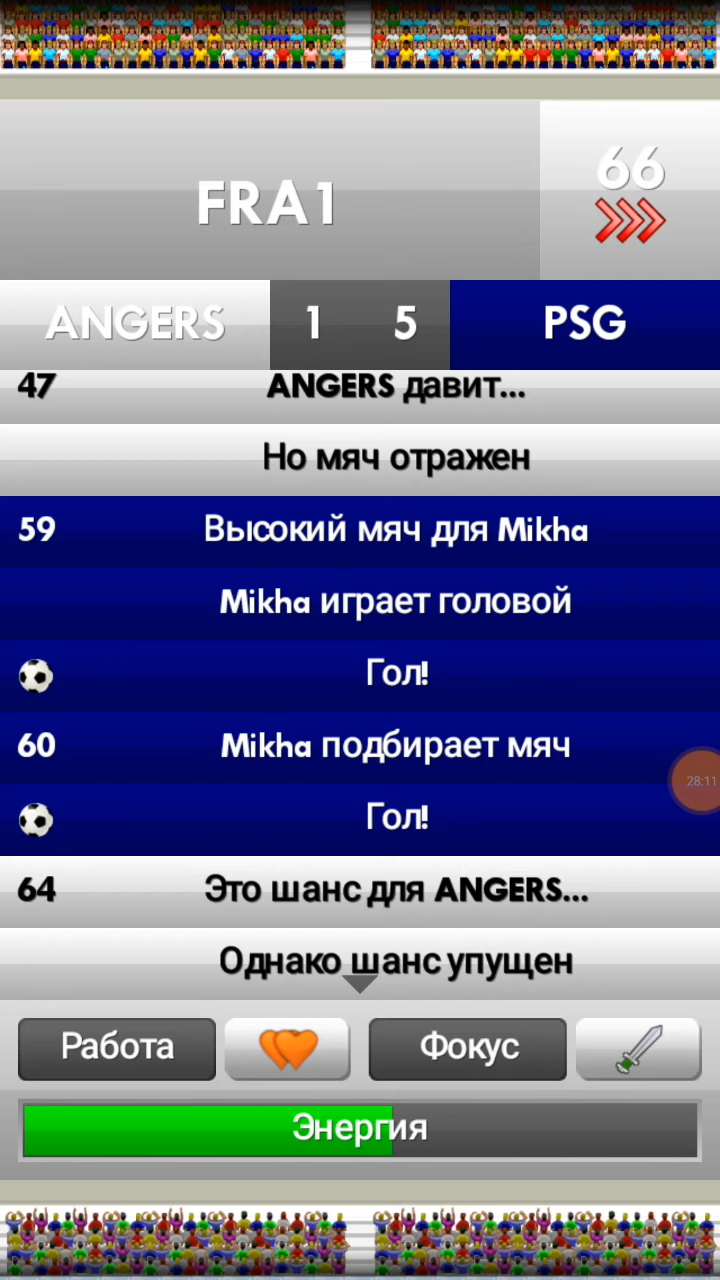 FRA1
66
ANGERS 1 5 PSG
47 ANGERS давит...
Но мяч отражен
59 Высокий мяч для Mikha
Mikha играет головой
Гол!
60 Mikha подбирает мяч
28:11
Гол!
64 Это шанс для ANGERS...
Однако шанс упущен
Работа Фокус
Энергия